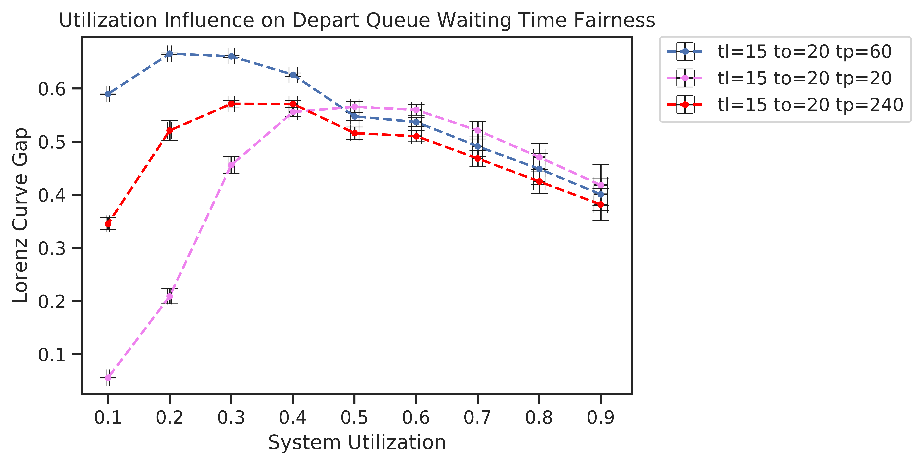 Utilization Influence on Depart Queue Waiting Time Fairness
Lorenz Curve Gap
0.6
0.5
0.4
0.3
0.2
0.1
0.1 0.2 0.3 0.4 0.5 0.6 0.7 0.8 0.9
System Utilization
tl=15 to=20 tp=60
tl=15 to=20 tp=20
tl=15 to=20 tp=240